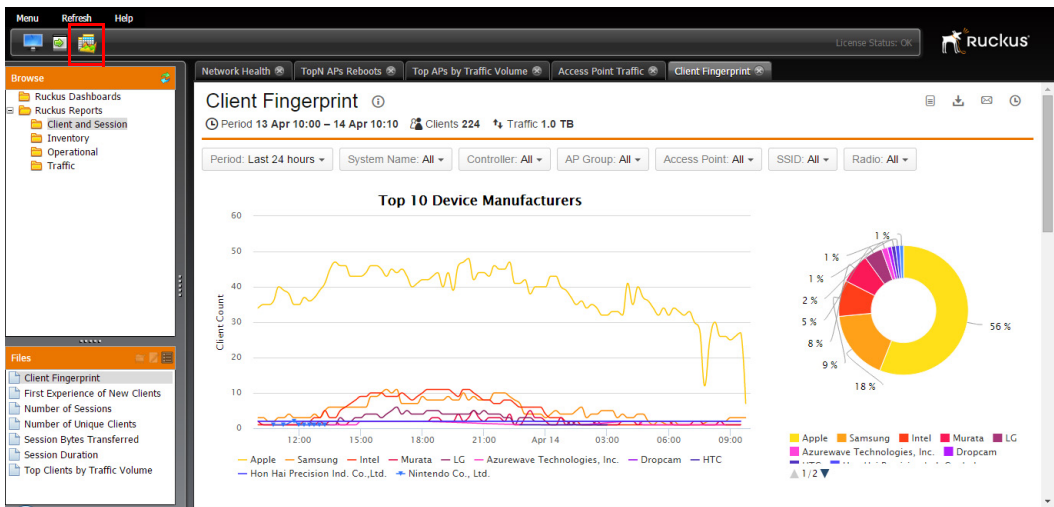 Menu Refresh Help
License Status: OK
Ruckus
Browse
Ruckus Dashboards
Ruckus Reports
Client and Session
Inventory
Operational
Traffic
Files
Client Fingerprint
First Experience of New Clients
Number of Sessions
Number of Unique Clients
Session Bytes Transferred
Session Duration
Top Clients by Traffic Volume
Network Health TopN APs Reboots Top APs by Traffic Volume Access Point Traffic Client Fingerprint
Client Fingerprint
Period 13 Apr 10:00 – 14 Apr 10:10 Clients 224 Traffic 1.0 TB
Period: Last 24 hours System Name: All Controller: All AP Group: All Access Point: All SSID: All Radio: All
Top 10 Device Manufacturers
Client Count
60
50
40
30
20
10
0
12:00 15:00 18:00 21:00 Apr 14 03:00 06:00 09:00
Apple Samsung Intel Murata LG Azurewave Technologies, Inc. Dropcam HTC
Hon Hai Precision Ind. Co.,Ltd. Nintendo Co., Ltd.
1 %
1 %
1 %
2 %
5 %
8 %
9 %
18 %
56 %
Apple Samsung Intel Murata LG
Azurewave Technologies, Inc. Dropcam
1/2